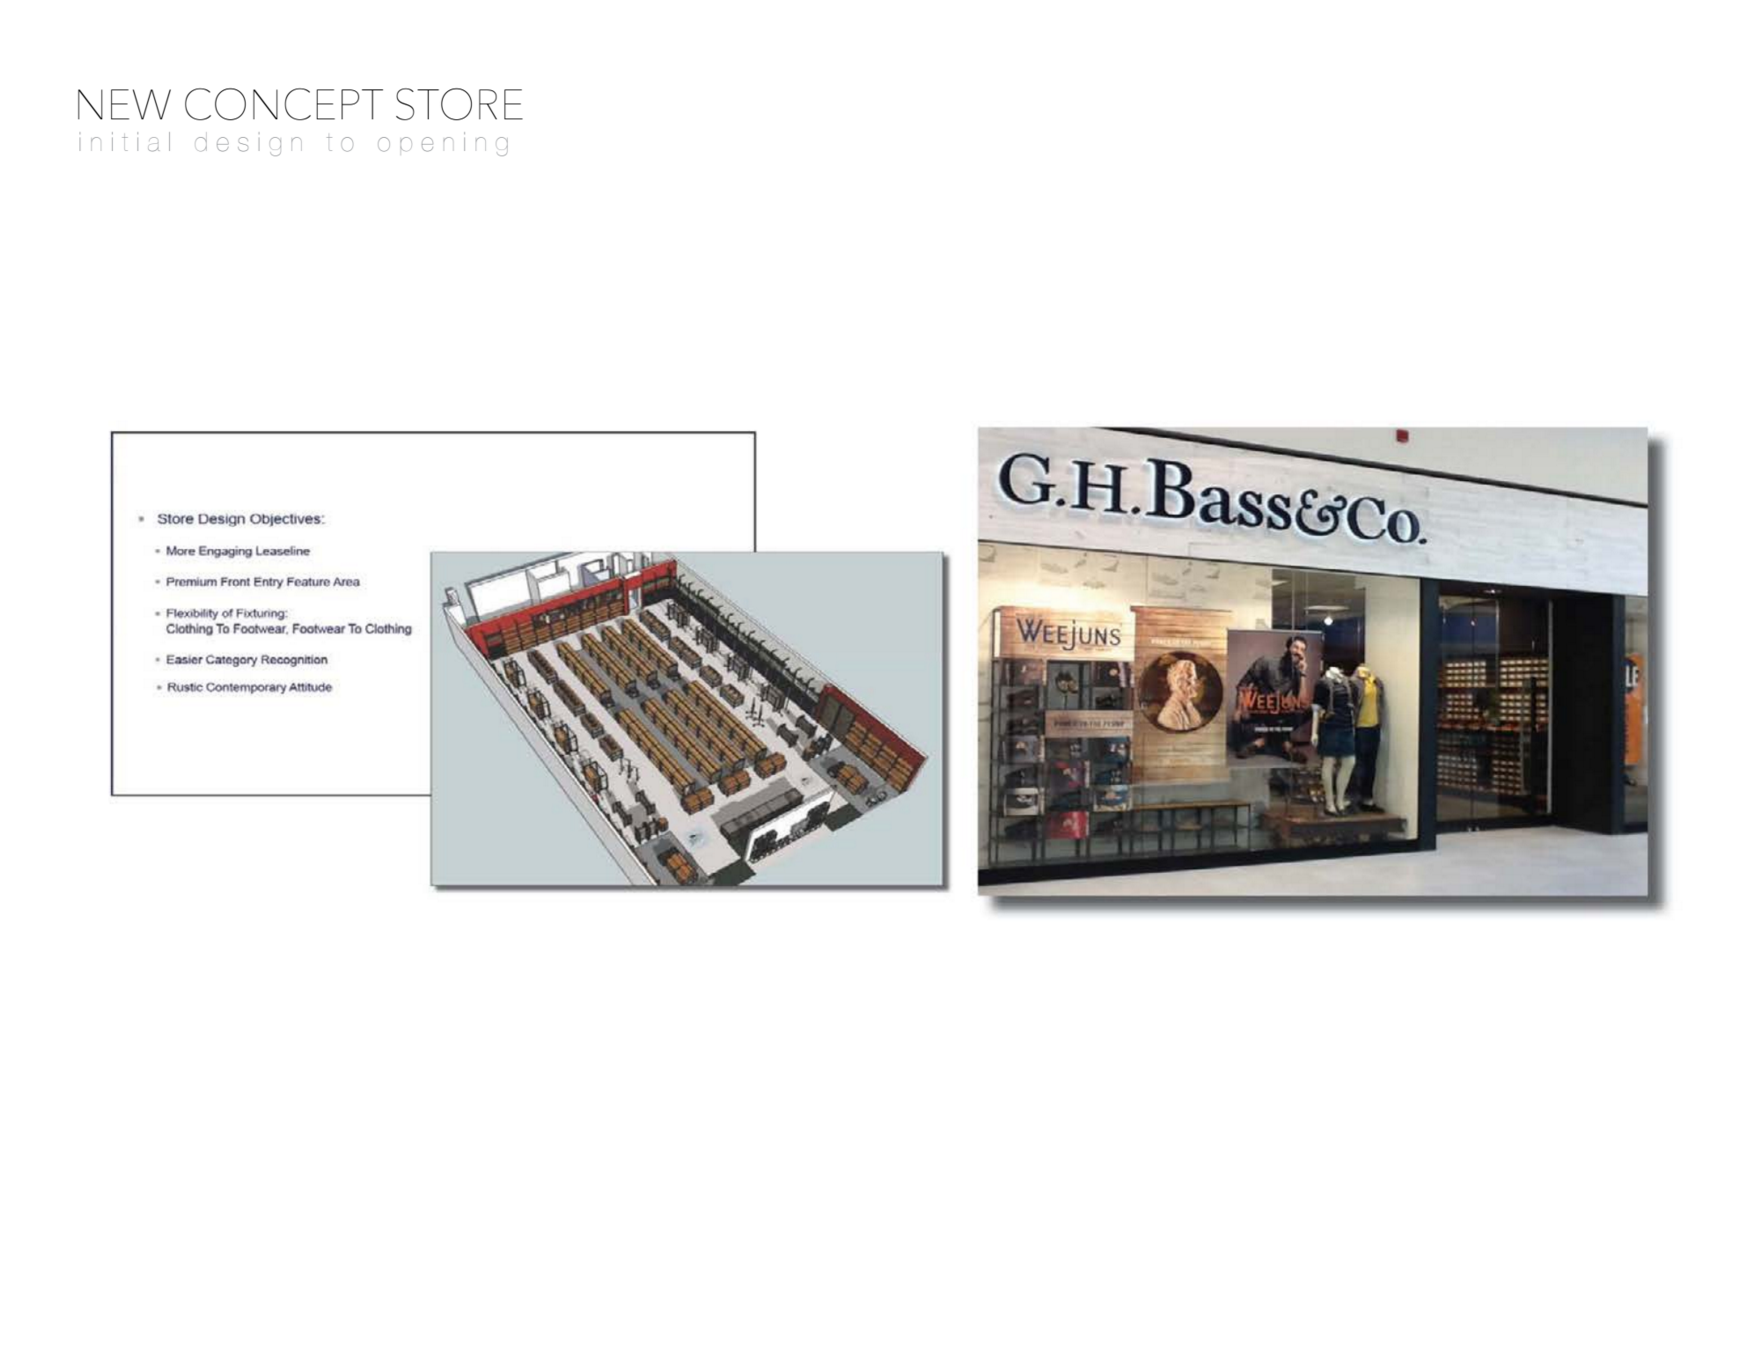 NEW CONCEPT STORE
initial design to opening
Store Design Objectives:
More Engaging Leaseline
Premium Front Entry Feature Area
Flexibility of Fixturing:
Clothing To Footwear, Footwear To Clothing
Easier Category Recognition
Rustic Contemporary Attitude
G.H.Bass&Co.
WEEJUNS
WEEJUNS